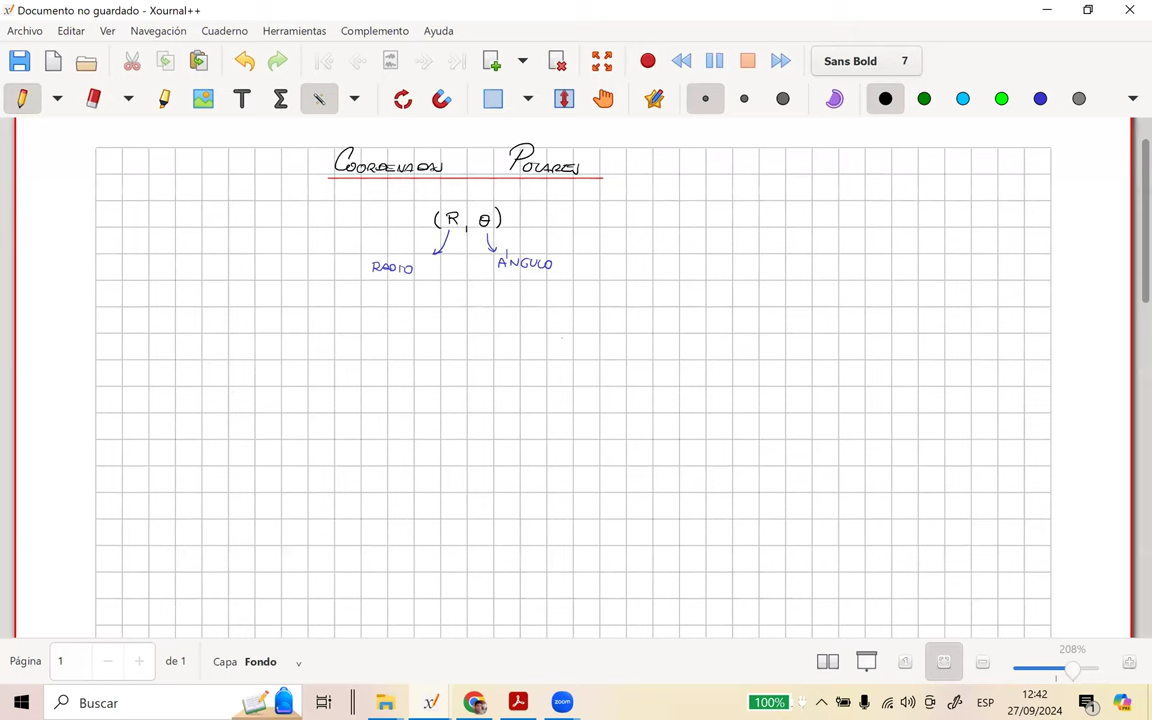 Documento no guardado - Xournal++
Archivo Editar Ver Navegación Cuaderno Herramientas Complemento Ayuda
Sans Bold 7
COORDENADAS POLARES
(R, θ)
RADIO ÁNGULO
Página 1 de 1 Capa Fondo 208%
Buscar 100% ESP 12:42
27/09/2024 1